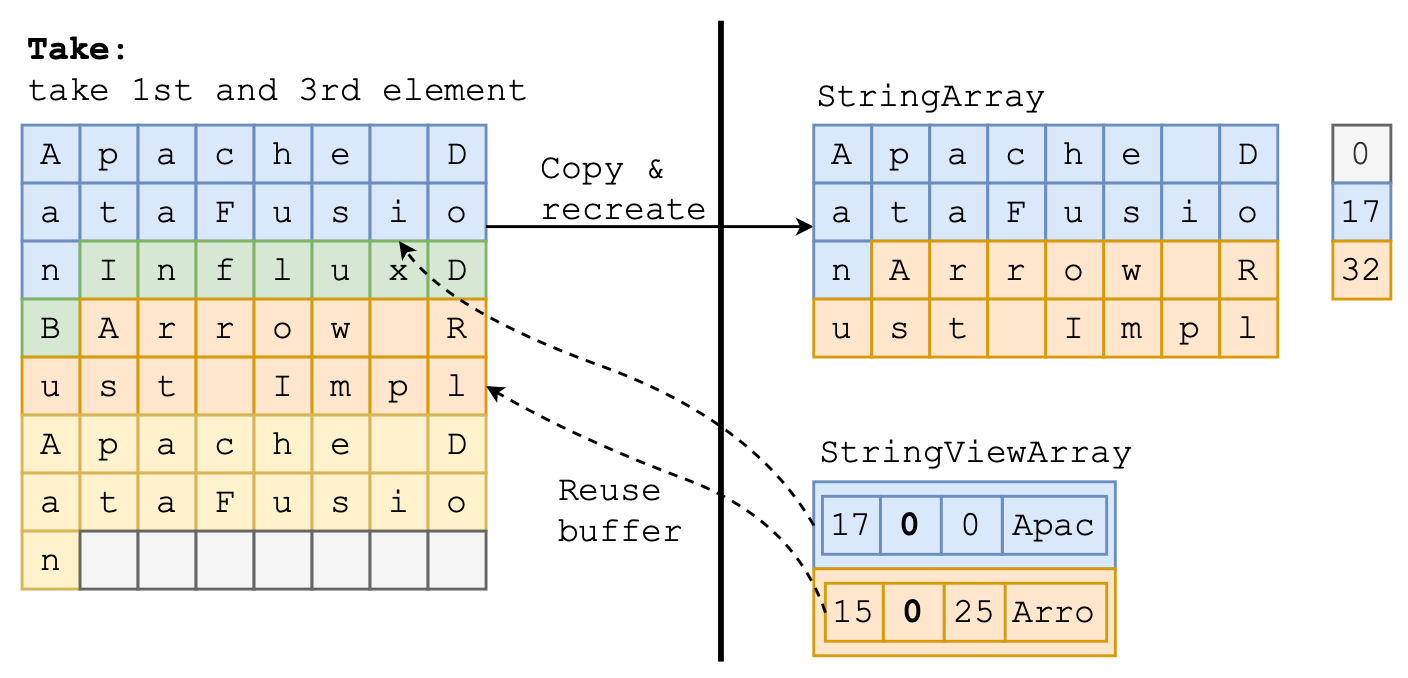 Take:
take 1st and 3rd element
A p a c h e D
a t a F u s i o
n I n f l u x D
B A r r o w R
u s t I m p l
A p a c h e D
a t a F u s i o
n
Copy &
recreate
Reuse
buffer
StringArray
A p a c h e D
a t a F u s i o
n A r r o w R
u s t I m p l
0
17
32
StringViewArray
17 0 0 Apac
15 0 25 Arro